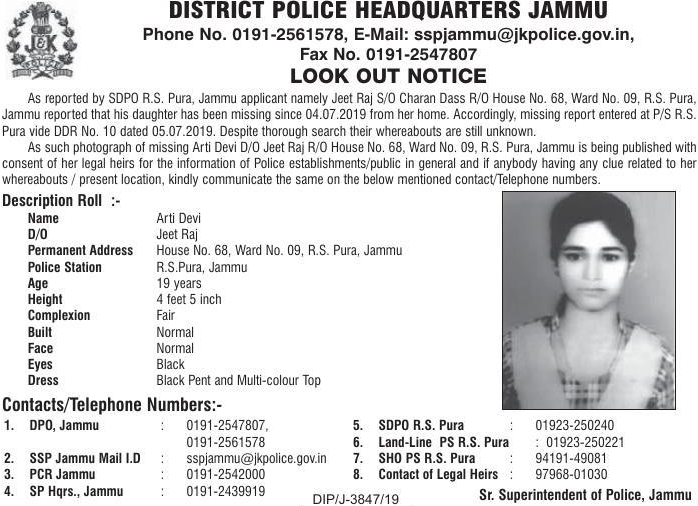 DISTRICT POLICE HEADQUARTERS JAMMU
Phone No. 0191-2561578, E-Mail: sspjammu@jkpolice.gov.in,
Fax No. 0191-2547807
LOOK OUT NOTICE
J&K
As reported by SDPO R.S. Pura, Jammu applicant namely Jeet Raj S/O Charan Dass R/O House No. 68, Ward No. 09, R.S. Pura,
Jammu reported that his daughter has been missing since 04.07.2019 from her home. Accordingly, missing report entered at P/S R.S.
Pura vide DDR No. 10 dated 05.07.2019. Despite thorough search their whereabouts are still unknown.
As such photograph of missing Arti Devi D/O Jeet Raj R/O House No. 68, Ward No. 09, R.S. Pura, Jammu is being published with
consent of her legal heirs for the information of Police establishments/public in general and if anybody having any clue related to her
whereabouts / present location, kindly communicate the same on the below mentioned contact/Telephone numbers.
Description Roll :-
Name Arti Devi
D/O Jeet Raj
Permanent Address House No. 68, Ward No. 09, R.S. Pura, Jammu
Police Station R.S.Pura, Jammu
Age 19 years
Height 4 feet 5 inch
Complexion Fair
Built Normal
Face Normal
Eyes Black
Dress Black Pent and Multi-colour Top
Contacts/Telephone Numbers:-
1. DPO, Jammu : 0191-2547807,
0191-2561578
2. SSP Jammu Mail I.D : sspjammu@jkpolice.gov.in
3. PCR Jammu : 0191-2542000
4. SP Hqrs., Jammu : 0191-2439919
5. SDPO R.S. Pura : 01923-250240
6. Land-Line PS R.S. Pura : 01923-250221
7. SHO PS R.S. Pura : 94191-49081
8. Contact of Legal Heirs : 97968-01030
DIP/J-3847/19
Sr. Superintendent of Police, Jammu